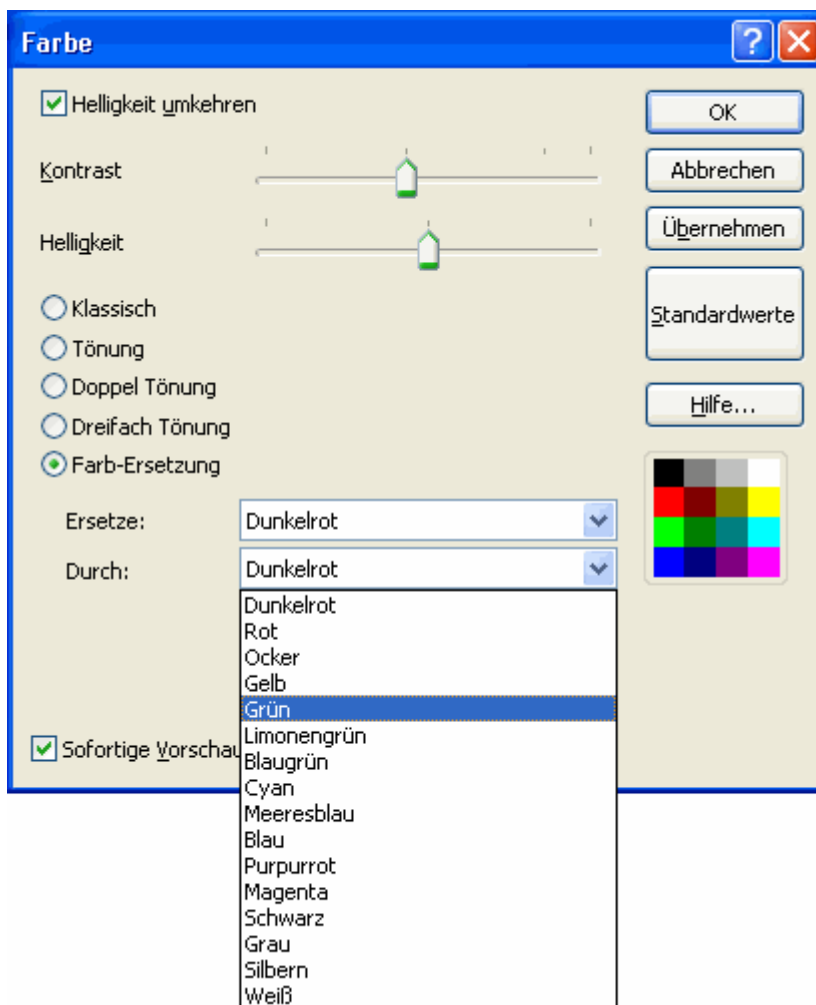 Farbe
Helligkeit umkehren
OK
Kontrast
Abbrechen
Übernehmen
Helligkeit
Klassisch
Standardwerte
Tönung
Doppel Tönung
Hilfe...
Dreifach Tönung
Farb-Ersetzung
Ersetze: Dunkelrot
Durch: Dunkelrot
Dunkelrot
Rot
Ocker
Gelb
Grün
Limonengrün
Sofortige Vorschau
Blaugrün
Cyan
Meeresblau
Blau
Purpurrot
Magenta
Schwarz
Grau
Silbern
Weiß